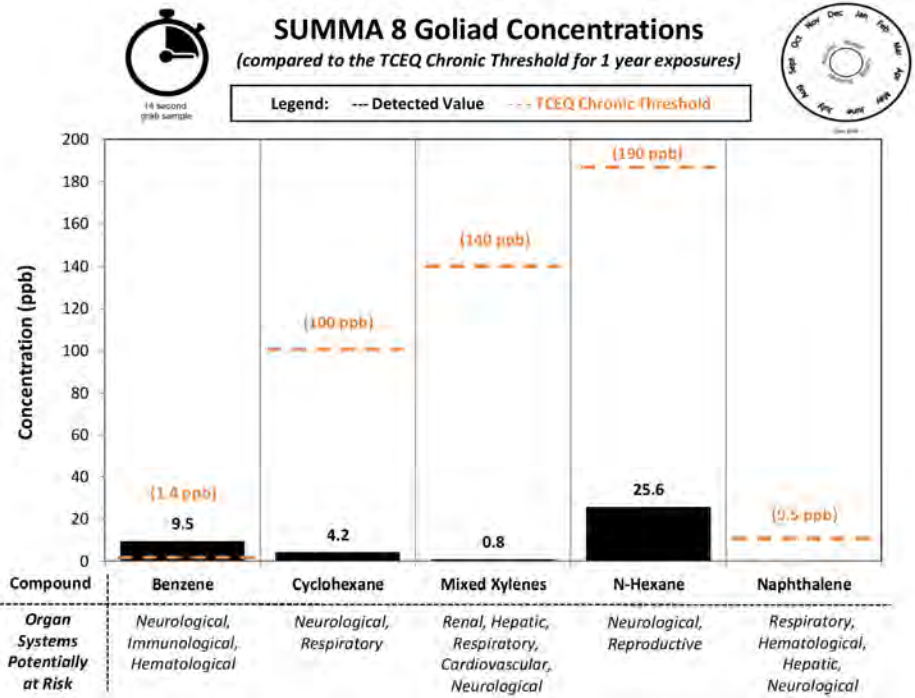 SUMMA 8 Goliad Concentrations
(compared to the TCEQ Chronic Threshold for 1 year exposures)
14 second
grab sample
Jan Feb Mar Apr May June July Aug Sept Oct Nov Dec
Legend: --- Detected Value --- TCEQ Chronic Threshold
Concentration (ppb)
200
180
160
140
120
100
80
60
40
20
0
(1.4 ppb)
9.5
(100 ppb)
4.2
(140 ppb)
0.8
(190 ppb)
25.6
(9.5 ppb)
Compound Benzene Cyclohexane Mixed Xylenes N-Hexane Naphthalene
Organ
Systems
Potentially
at Risk
Neurological,
Immunological,
Hematological
Neurological,
Respiratory
Renal, Hepatic,
Respiratory,
Cardiovascular,
Neurological
Neurological,
Reproductive
Respiratory,
Hematological,
Hepatic,
Neurological